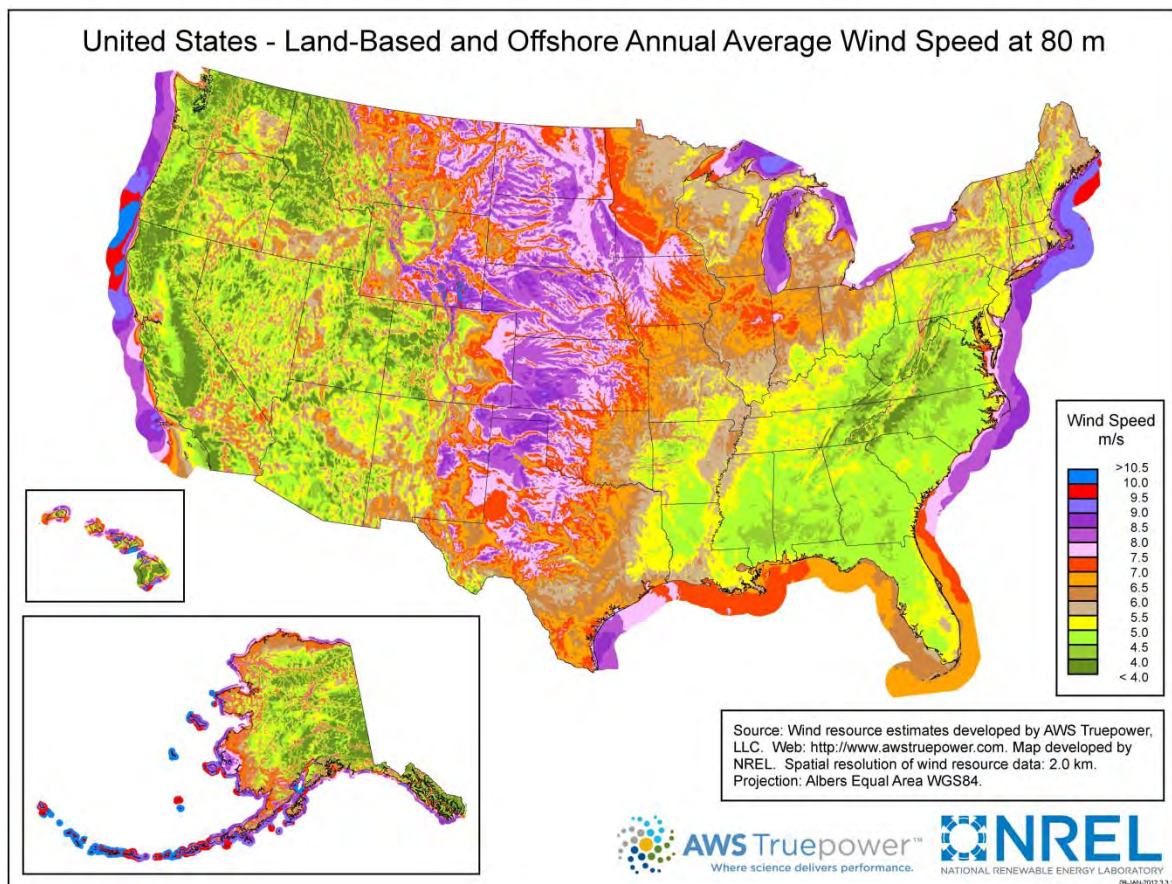 United States - Land-Based and Offshore Annual Average Wind Speed at 80 m
Wind Speed
m/s
>10.5
10.0
9.5
9.0
8.5
8.0
7.5
7.0
6.5
6.0
5.5
5.0
4.5
4.0
< 4.0
Source: Wind resource estimates developed by AWS Truepower,
LLC. Web: http://www.awstruepower.com. Map developed by
NREL. Spatial resolution of wind resource data: 2.0 km.
Projection: Albers Equal Area WGS84.
AWS Truepower™
Where science delivers performance.
NREL
NATIONAL RENEWABLE ENERGY LABORATORY